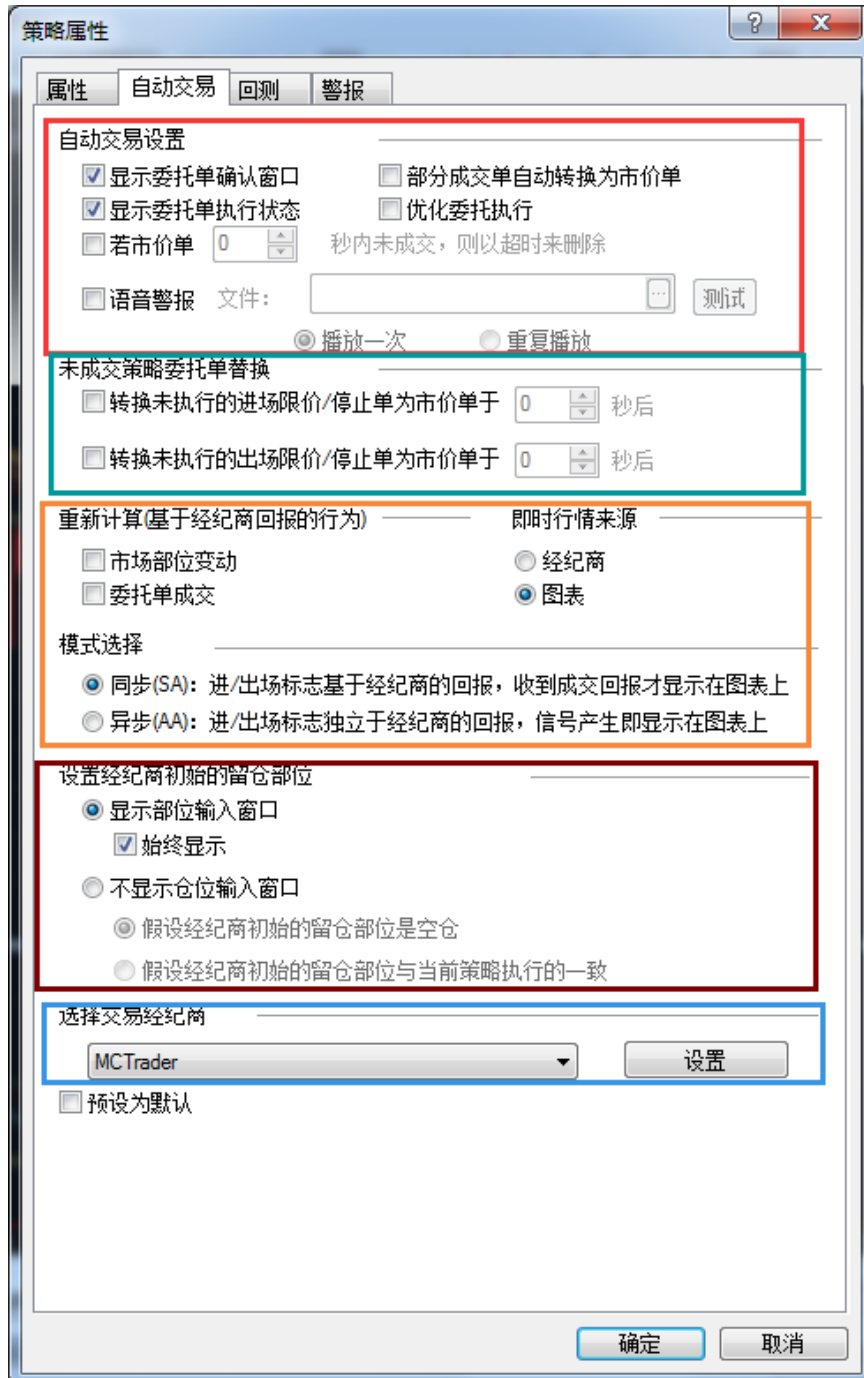 策略属性
属性 自动交易 回测 警报
自动交易设置
显示委托单确认窗口 部分成交单自动转换为市价单
显示委托单执行状态 优化委托执行
若市价单 0 秒内未成交，则以超时来删除
语音警报 文件： ... 测试
播放一次 重复播放
未成交策略委托单替换
转换未执行的进场限价/停止单为市价单于 0 秒后
转换未执行的出场限价/停止单为市价单于 0 秒后
重新计算(基于经纪商回报的行为) 即时行情来源
市场部位变动 经纪商
委托单成交 图表
模式选择
同步(SA)：进/出场标志基于经纪商的回报，收到成交回报才显示在图表上
异步(AA)：进/出场标志独立于经纪商的回报，信号产生即显示在图表上
设置经纪商初始的留仓部位
显示部位输入窗口
始终显示
不显示仓位输入窗口
假设经纪商初始的留仓部位是空仓
假设经纪商初始的留仓部位与当前策略执行的一致
选择交易经纪商
MCTrader 设置
预设为默认
确定 取消